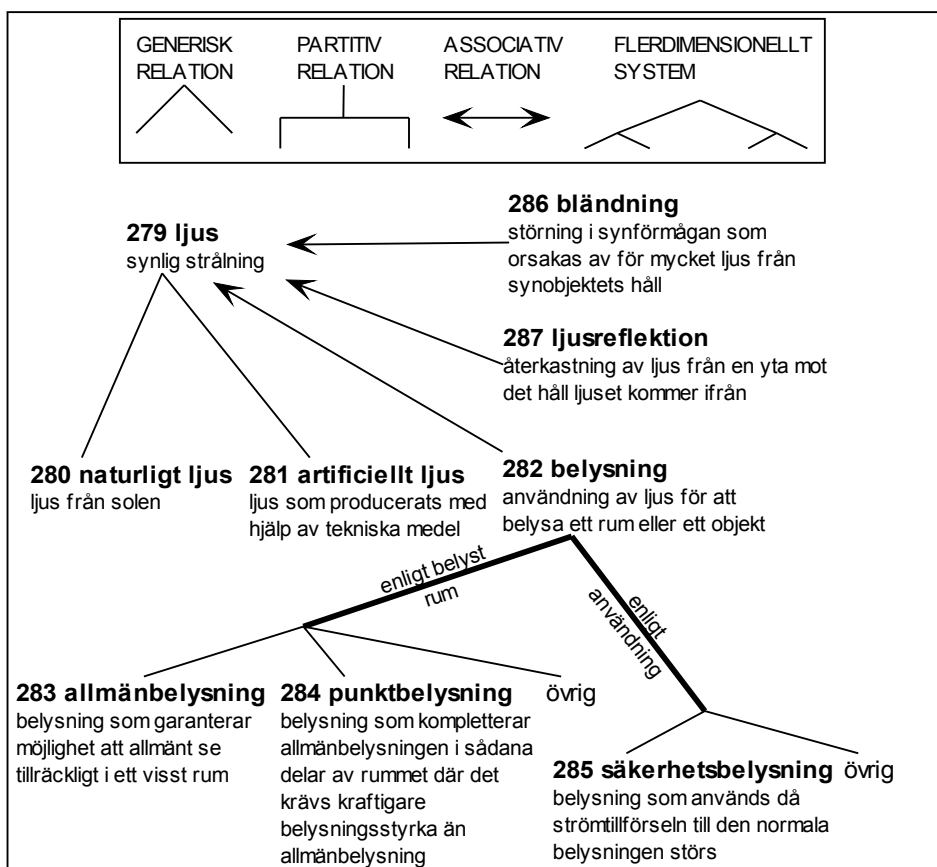 GENERISK
RELATION
PARTITIV
RELATION
ASSOCIATIV
RELATION
FLERDIMENSIONELLT
SYSTEM
286 bländning
störning i synförmågan som
orsakas av för mycket ljus från
synobjektets håll
279 ljus
synlig strålning
287 ljusreflektion
återkastning av ljus från en yta mot
det håll ljuset kommer ifrån
280 naturligt ljus
ljus från solen
281 artificiellt ljus
ljus som producerats med
hjälp av tekniska medel
282 belysning
användning av ljus för att
belysa ett rum eller ett objekt
enligt belyst
rum
enligt
användning
283 allmänbelysning
belysning som garanterar
möjlighet att allmänt se
tillräckligt i ett visst rum
284 punktbelysning
belysning som kompletterar
allmänbelysningen i sådana
delar av rummet där det
krävs kraftigare
belysningsstyrka än
allmänbelysning
övrig
285 säkerhetsbelysning övrig
belysning som används då
strömtillförseln till den normala
belysningen störs